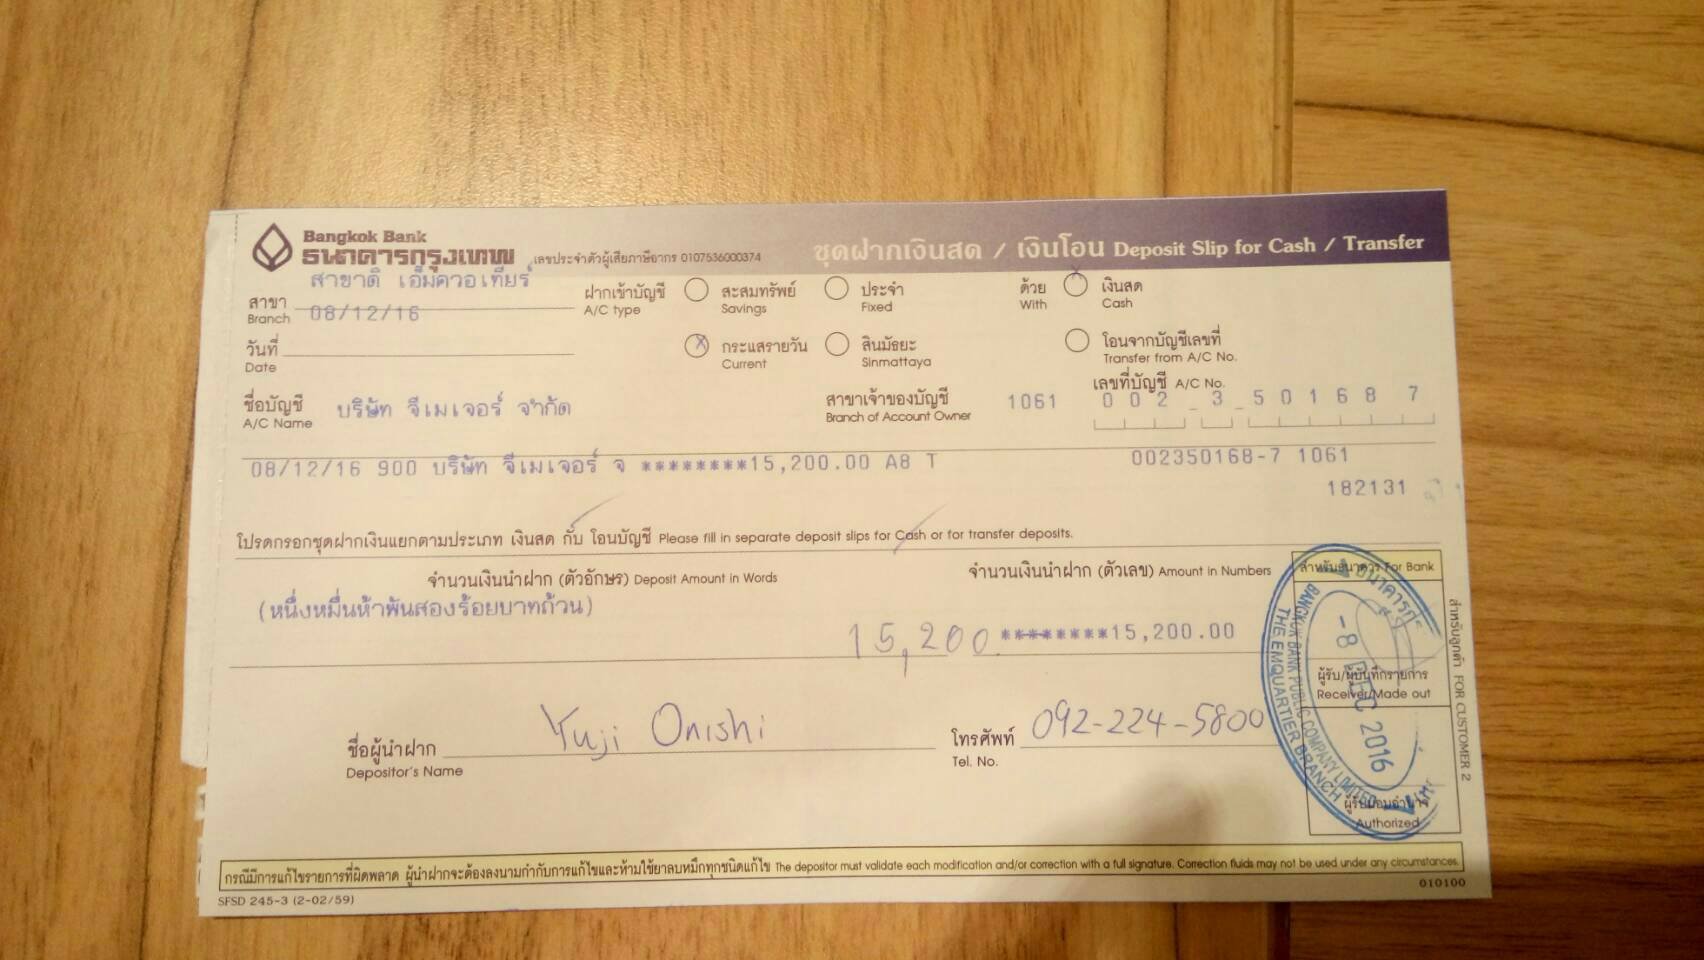 Bangkok Bank
ธนาคารกรุงเทพ
เลขประจำตัวผู้เสียภาษีอากร 0107536000374
ชุดฝากเงินสด / เงินโอน Deposit Slip for Cash / Transfer
สาขาดิ เอ็มควอเทียร์
สาขา
Branch
08/12/16
ฝากเข้าบัญชี
A/C type
สะสมทรัพย์
Savings
ประจำ
Fixed
ด้วย
With
X
เงินสด
Cash
วันที่
Date
X
กระแสรายวัน
Current
สินมัธยะ
Sinmattaya
โอนจากบัญชีเลขที่
Transfer from A/C No.
ชื่อบัญชี
A/C Name
บริษัท จีเมเจอร์ จำกัด
สาขาเจ้าของบัญชี
Branch of Account Owner
1061
เลขที่บัญชี A/C No.
002 3 50168 7
08/12/16 900 บริษัท จีเมเจอร์ จ ********15,200.00 A8 T 002350168-7 1061
182131
โปรดกรอกชุดฝากเงินแยกตามประเภท เงินสด กับ โอนบัญชี Please fill in separate deposit slips for Cash or for transfer deposits.
จำนวนเงินนำฝาก (ตัวอักษร) Deposit Amount in Words
จำนวนเงินนำฝาก (ตัวเลข) Amount in Numbers
สำหรับธนาคาร For Bank
(หนึ่งหมื่นห้าพันสองร้อยบาทถ้วน)
15,200 ********15,200.00
ผู้รับ/ผู้บันทึกรายการ
Receiver/Made out
ชื่อผู้นำฝาก
Depositor's Name
Yuji Onishi
โทรศัพท์
Tel. No.
092-224-5800
ผู้รับมอบอำนาจ
Authorized
BANGKOK BANK PUBLIC COMPANY LIMITED
THE EMQUARTIER BRANCH
-8 DEC 2016
สำหรับลูกค้า FOR CUSTOMER 2
กรณีมีการแก้ไขรายการที่ผิดพลาด ผู้นำฝากจะต้องลงนามกำกับการแก้ไขและห้ามใช้ยาลบหมึกทุกชนิดแก้ไข The depositor must validate each modification and/or correction with a full signature. Correction fluids may not be used under any circumstances.
SFSD 245-3 (2-02/59)
010100